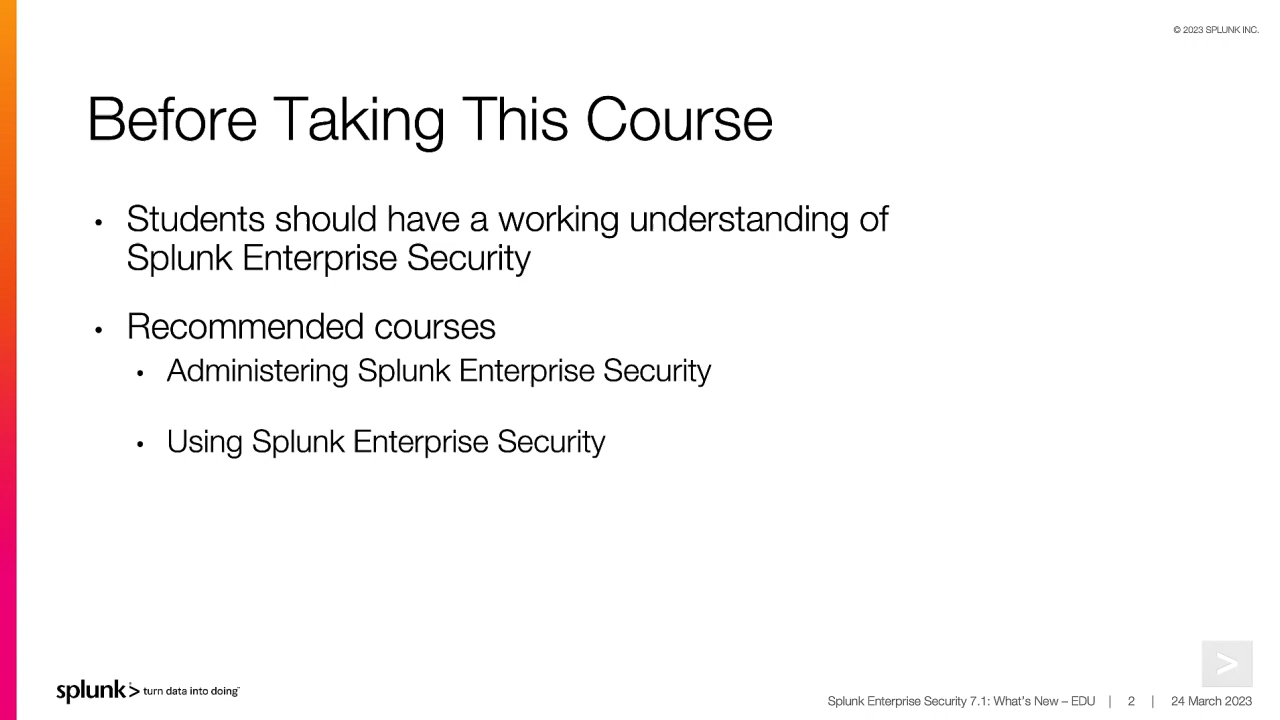 © 2023 SPLUNK INC.
Before Taking This Course
• Students should have a working understanding of
Splunk Enterprise Security
• Recommended courses
• Administering Splunk Enterprise Security
• Using Splunk Enterprise Security
splunk> turn data into doing™
Splunk Enterprise Security 7.1: What's New – EDU | 2 | 24 March 2023